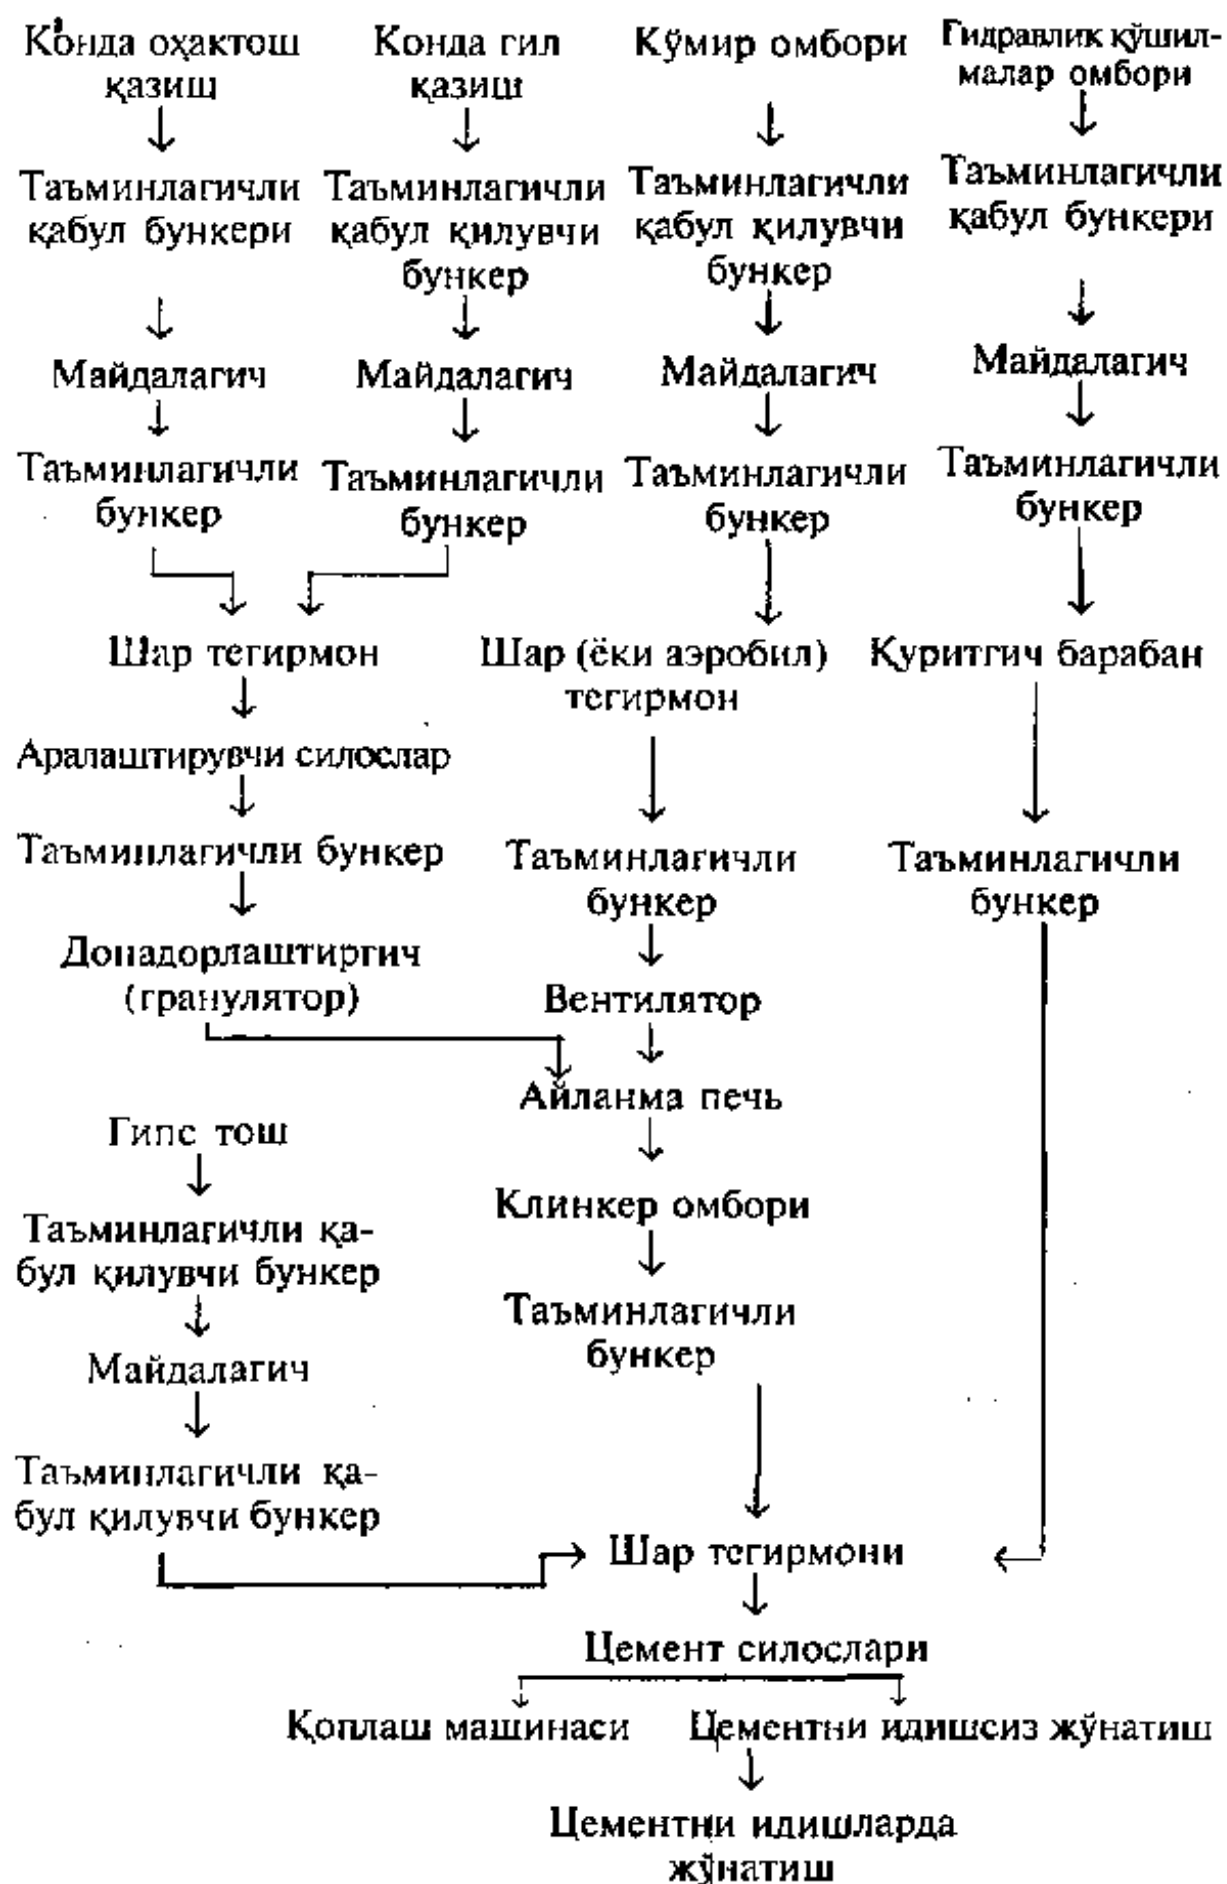 Конда оҳактош
қазиш
Конда гил
қазиш
Кўмир омбори
Гидравлик қўшил-
малар омбори
Таъминлагичли
қабул бункери
Таъминлагичли
қабул қилувчи
бункер
Таъминлагичли
қабул қилувчи
бункер
Таъминлагичли
қабул бункери
Майдалагич
Майдалагич
Майдалагич
Майдалагич
Таъминлагичли
бункер
Таъминлагичли
бункер
Таъминлагичли
бункер
Таъминлагичли
бункер
Шар тегирмон
Шар (ёки аэробил)
тегирмон
Қуритгич барабан
Аралаштирувчи силослар
Таъминлагичли бункер
Таъминлагичли
бункер
Таъминлагичли
бункер
Донадорлаштиргич
(гранулятор)
Вентилятор
Айланма печь
Гипс тош
Клинкер омбори
Таъминлагичли қа-
бул қилувчи бункер
Таъминлагичли
бункер
Майдалагич
Таъминлагичли қа-
бул қилувчи бункер
Шар тегирмони
Цемент силослари
Қоплаш машинаси
Цементни идишсиз жўнатиш
Цементни идишларда
жўнатиш